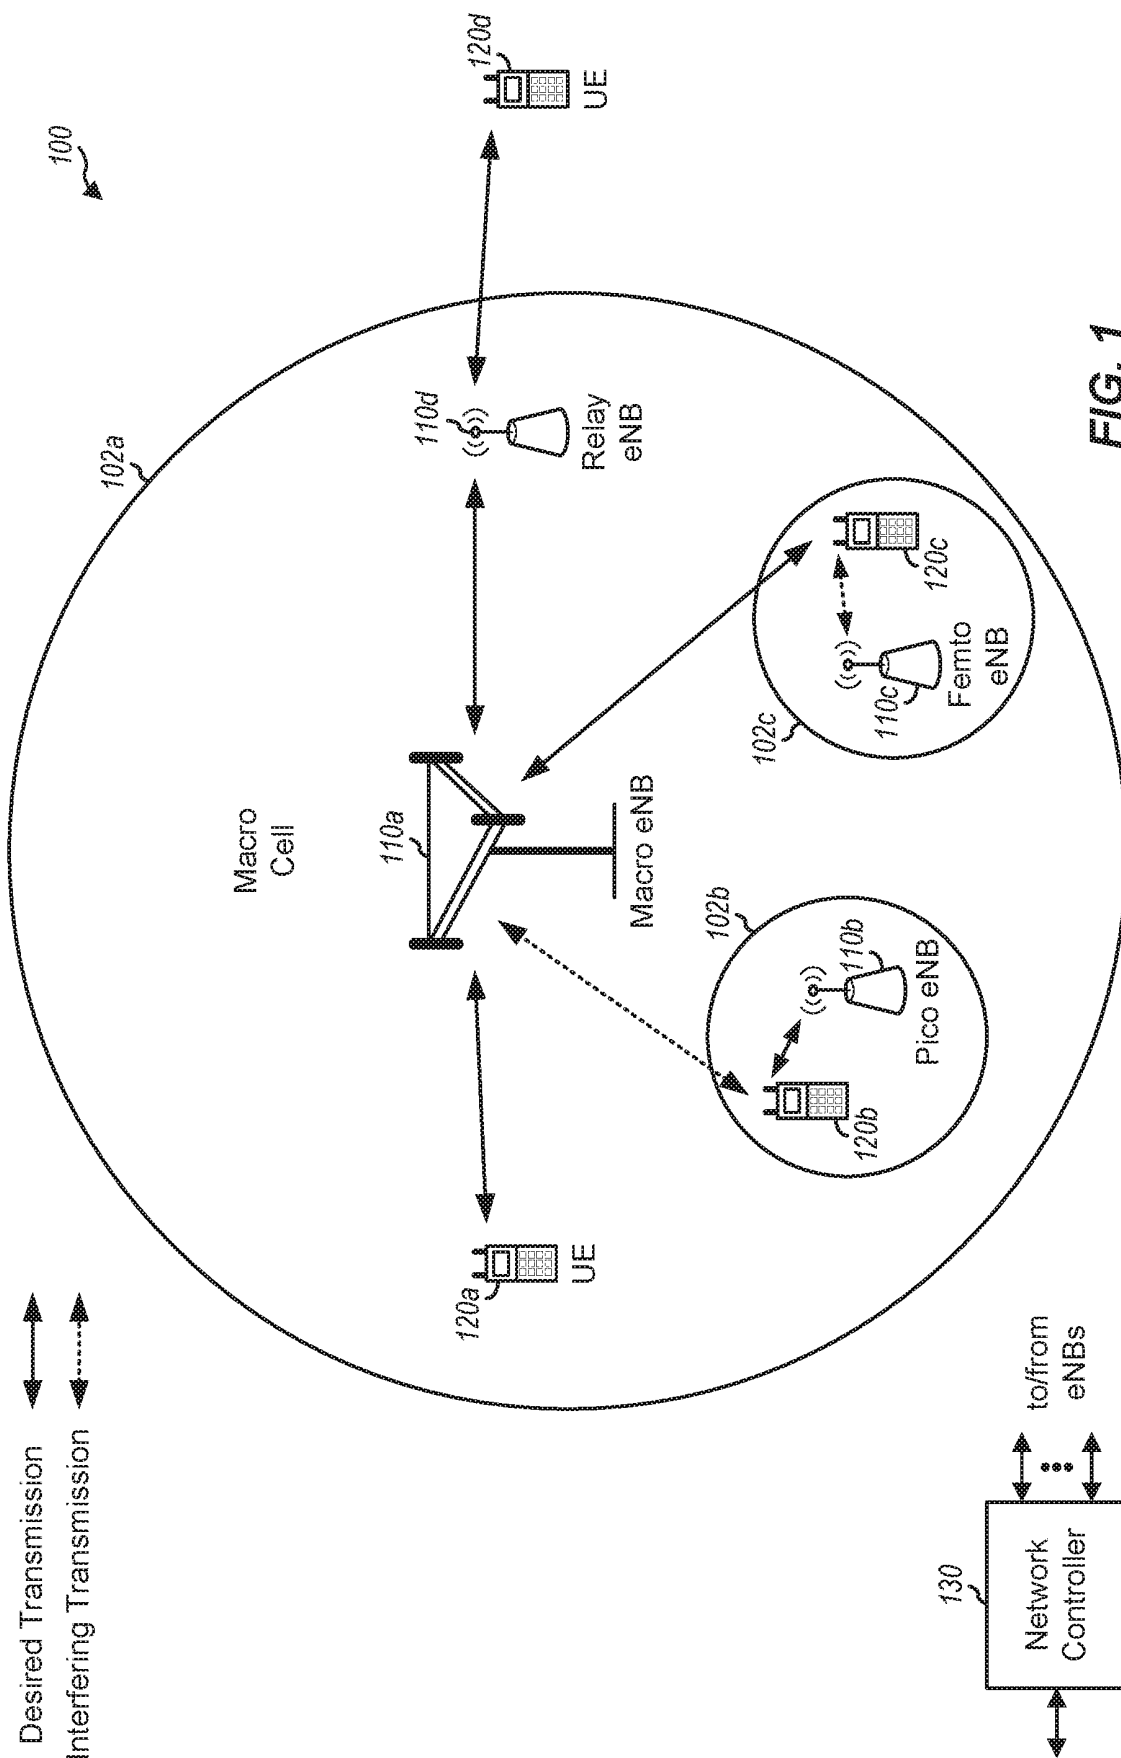 Desired Transmission
Interfering Transmission
100
102a
Macro
Cell
110a
110d
120d
UE
120a
UE
Relay
eNB
Macro eNB
102b
110b
Pico eNB
120b
102c
110c
Femto
eNB
120c
130
Network
Controller
to/from
eNBs
FIG. 1